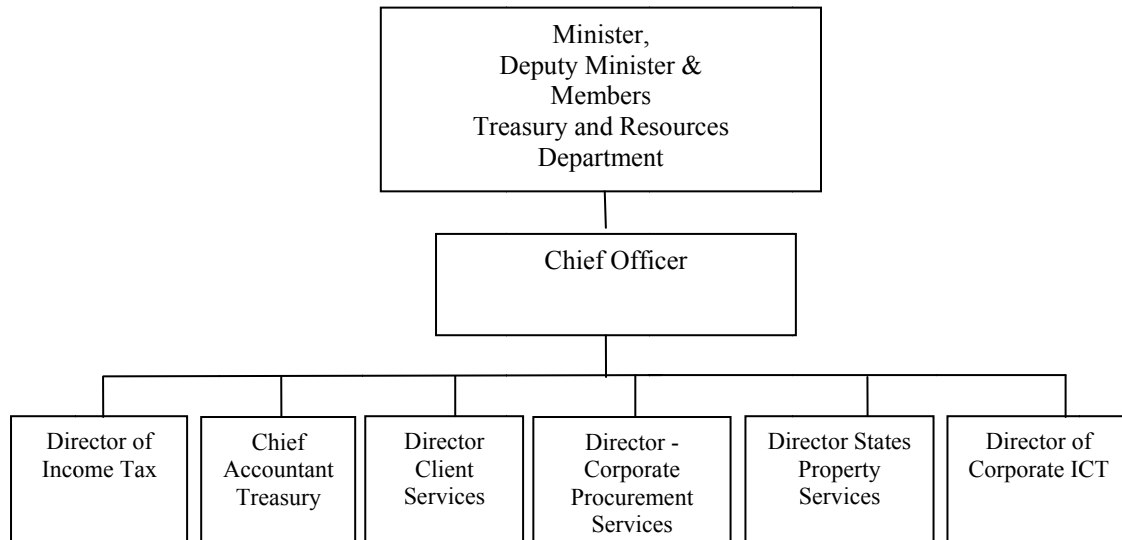 Minister,
Deputy Minister &
Members
Treasury and Resources
Department
Chief Officer
Director of
Income Tax
Chief
Accountant
Treasury
Director
Client
Services
Director -
Corporate
Procurement
Services
Director States
Property
Services
Director of
Corporate ICT